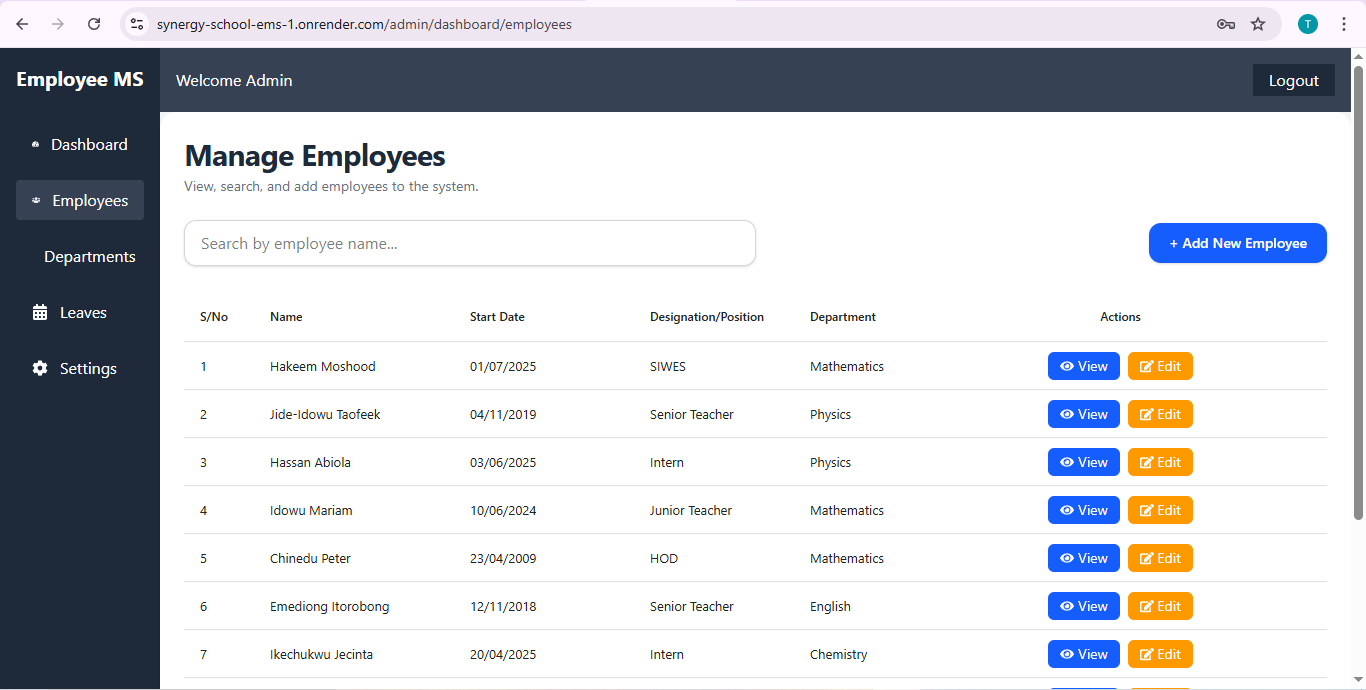 synergy-school-ems-1.onrender.com/admin/dashboard/employees
T
Employee MS
Welcome Admin
Logout
Dashboard
Employees
Departments
Leaves
Settings
Manage Employees
View, search, and add employees to the system.
Search by employee name...
+ Add New Employee
S/No Name Start Date Designation/Position Department Actions
1 Hakeem Moshood 01/07/2025 SIWES Mathematics View Edit
2 Jide-Idowu Taofeek 04/11/2019 Senior Teacher Physics View Edit
3 Hassan Abiola 03/06/2025 Intern Physics View Edit
4 Idowu Mariam 10/06/2024 Junior Teacher Mathematics View Edit
5 Chinedu Peter 23/04/2009 HOD Mathematics View Edit
6 Emediong Itorobong 12/11/2018 Senior Teacher English View Edit
7 Ikechukwu Jecinta 20/04/2025 Intern Chemistry View Edit